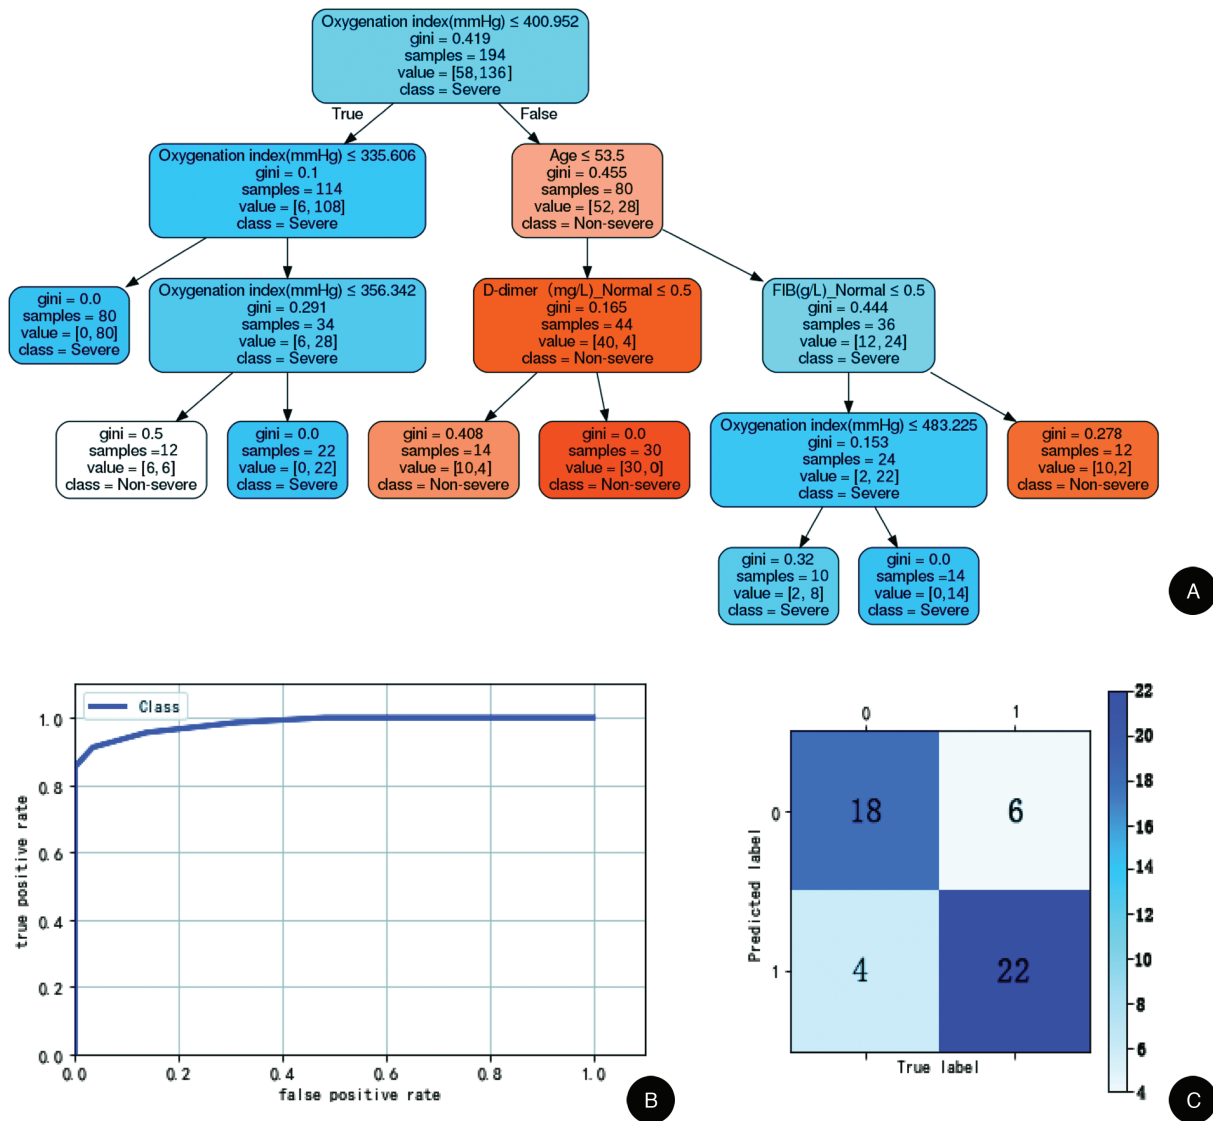 Oxygenation index(mmHg) ≤ 400.952
gini = 0.419
samples = 194
value = [58,136]
class = Severe
True
False
Oxygenation index(mmHg) ≤ 335.606
gini = 0.1
samples = 114
value = [6, 108]
class = Severe
Age ≤ 53.5
gini = 0.455
samples = 80
value = [52, 28]
class = Non-severe
gini = 0.0
samples = 80
value = [0, 80]
class = Severe
Oxygenation index(mmHg) ≤ 356.342
gini = 0.291
samples = 34
value = [6, 28]
class = Severe
D-dimer (mg/L)_Normal ≤ 0.5
gini = 0.165
samples = 44
value = [40, 4]
class = Non-severe
FIB(g/L)_Normal ≤ 0.5
gini = 0.444
samples = 36
value = [12, 24]
class = Severe
gini = 0.5
samples =12
value = [6, 6]
class = Non-severe
gini = 0.0
samples = 22
value = [0, 22]
class = Severe
gini = 0.408
samples = 14
value = [10,4]
class = Non-severe
gini = 0.0
samples = 30
value = [30,0]
class = Non-severe
Oxygenation index(mmHg) ≤ 483.225
gini = 0.153
samples = 24
value = [2, 22]
class = Severe
gini = 0.278
samples = 12
value = [10,2]
class = Non-severe
gini = 0.32
samples = 10
value = [2, 8]
class = Severe
gini = 0.0
samples =14
value = [0,14]
class = Severe
A
Class
1.0
0.8
0.6
0.4
0.2
0.0
true positive rate
0.0 0.2 0.4 0.6 0.8 1.0
false positive rate
B
0 1
0
1
Predicted label
18 6
4 22
True label
22
20
18
16
14
12
10
8
6
4
C